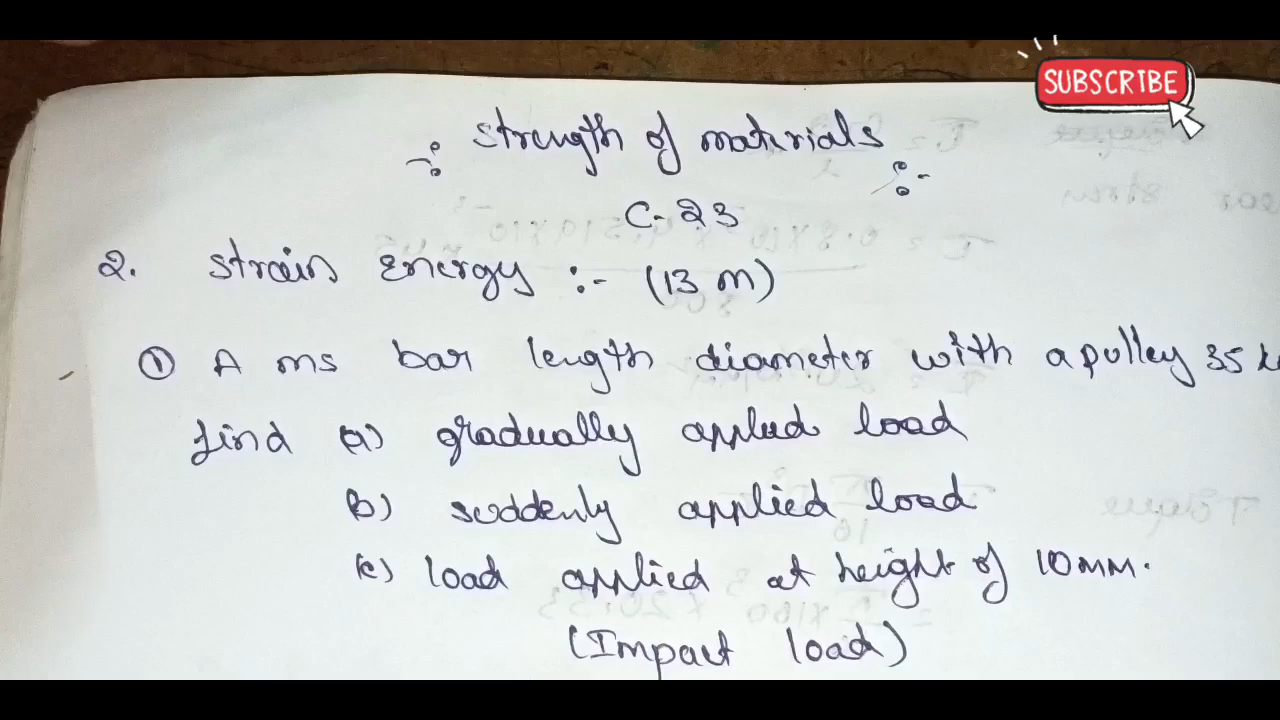 SUBSCRIBE
:- Strength of materials :-
C-23
2. Strain Energy :- (13 m)
① A ms bar length diameter with a pulley 35
find (a) gradually applied load
(b) suddenly applied load
(c) load applied at height of 10mm.
(Impact load)